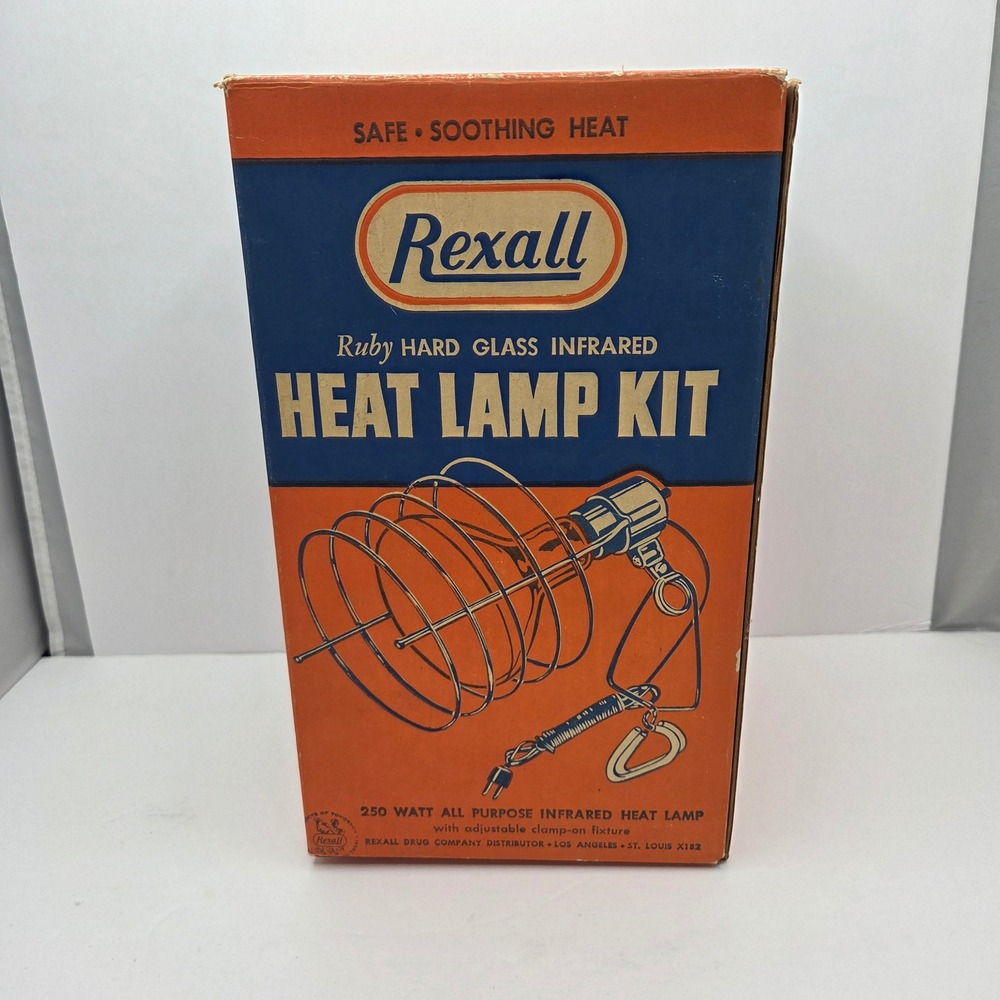 SAFE • SOOTHING HEAT
Rexall
Ruby HARD GLASS INFRARED
HEAT LAMP KIT
250 WATT ALL PURPOSE INFRARED HEAT LAMP
with adjustable clamp-on fixture
REXALL DRUG COMPANY DISTRIBUTOR • LOS ANGELES • ST. LOUIS X182
Rexall